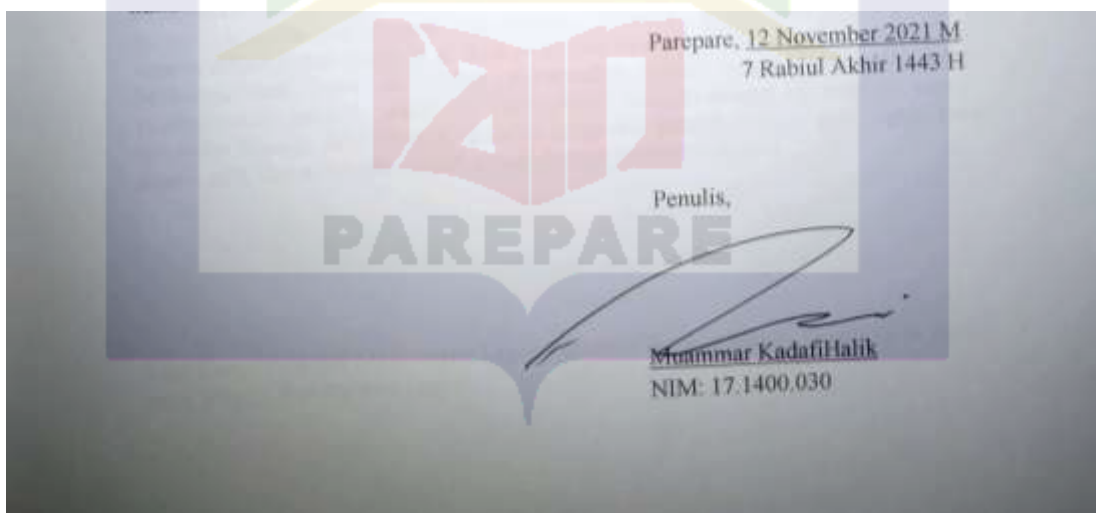 Parepare, 12 November 2021 M
7 Rabiul Akhir 1443 H
Penulis,
PAREPARE
Muammar KadafiHalik
NIM: 17.1400.030